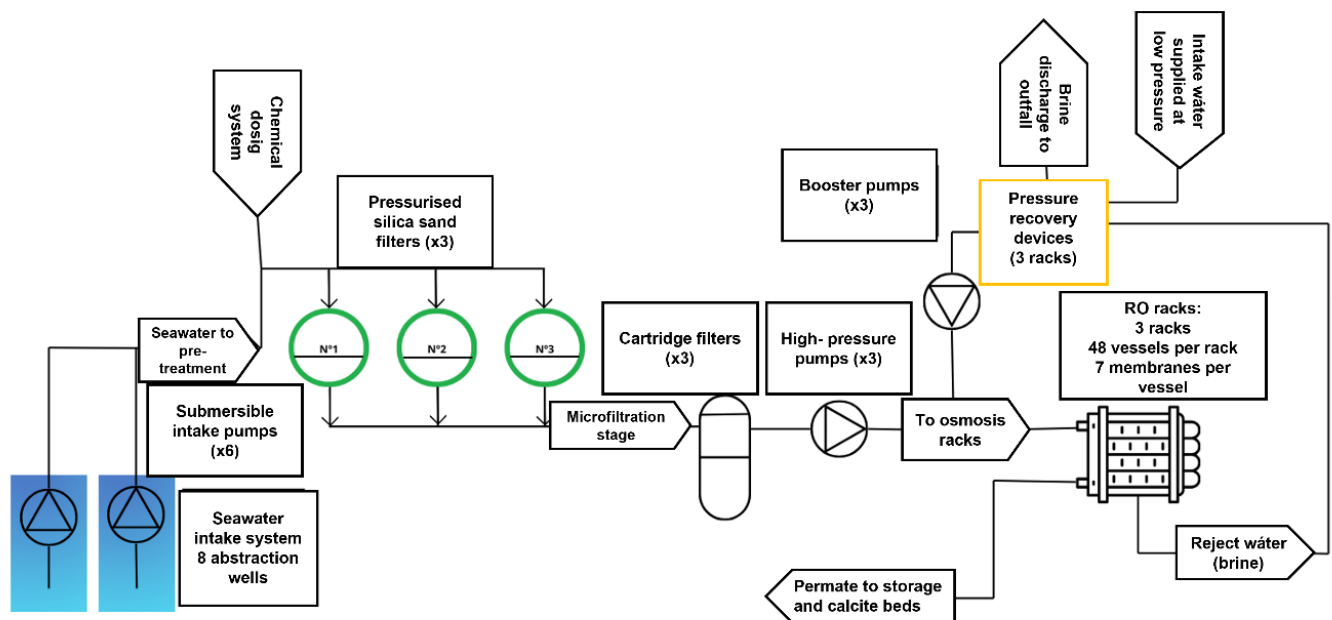 Chemical
dosig
system
Pressurised
silica sand
filters (x3)
Seawater to
pre-
treatment
Submersible
intake pumps
(x6)
Seawater
intake system
8 abstraction
wells
Nº1
Nº2
Nº3
Microfiltration
stage
Cartridge filters
(x3)
High- pressure
pumps (x3)
To osmosis
racks
Booster pumps
(x3)
Brine
discharge to
outfall
Intake wáter
supplied at
low pressure
Pressure
recovery
devices
(3 racks)
RO racks:
3 racks
48 vessels per rack
7 membranes per
vessel
Reject wáter
(brine)
Permate to storage
and calcite beds